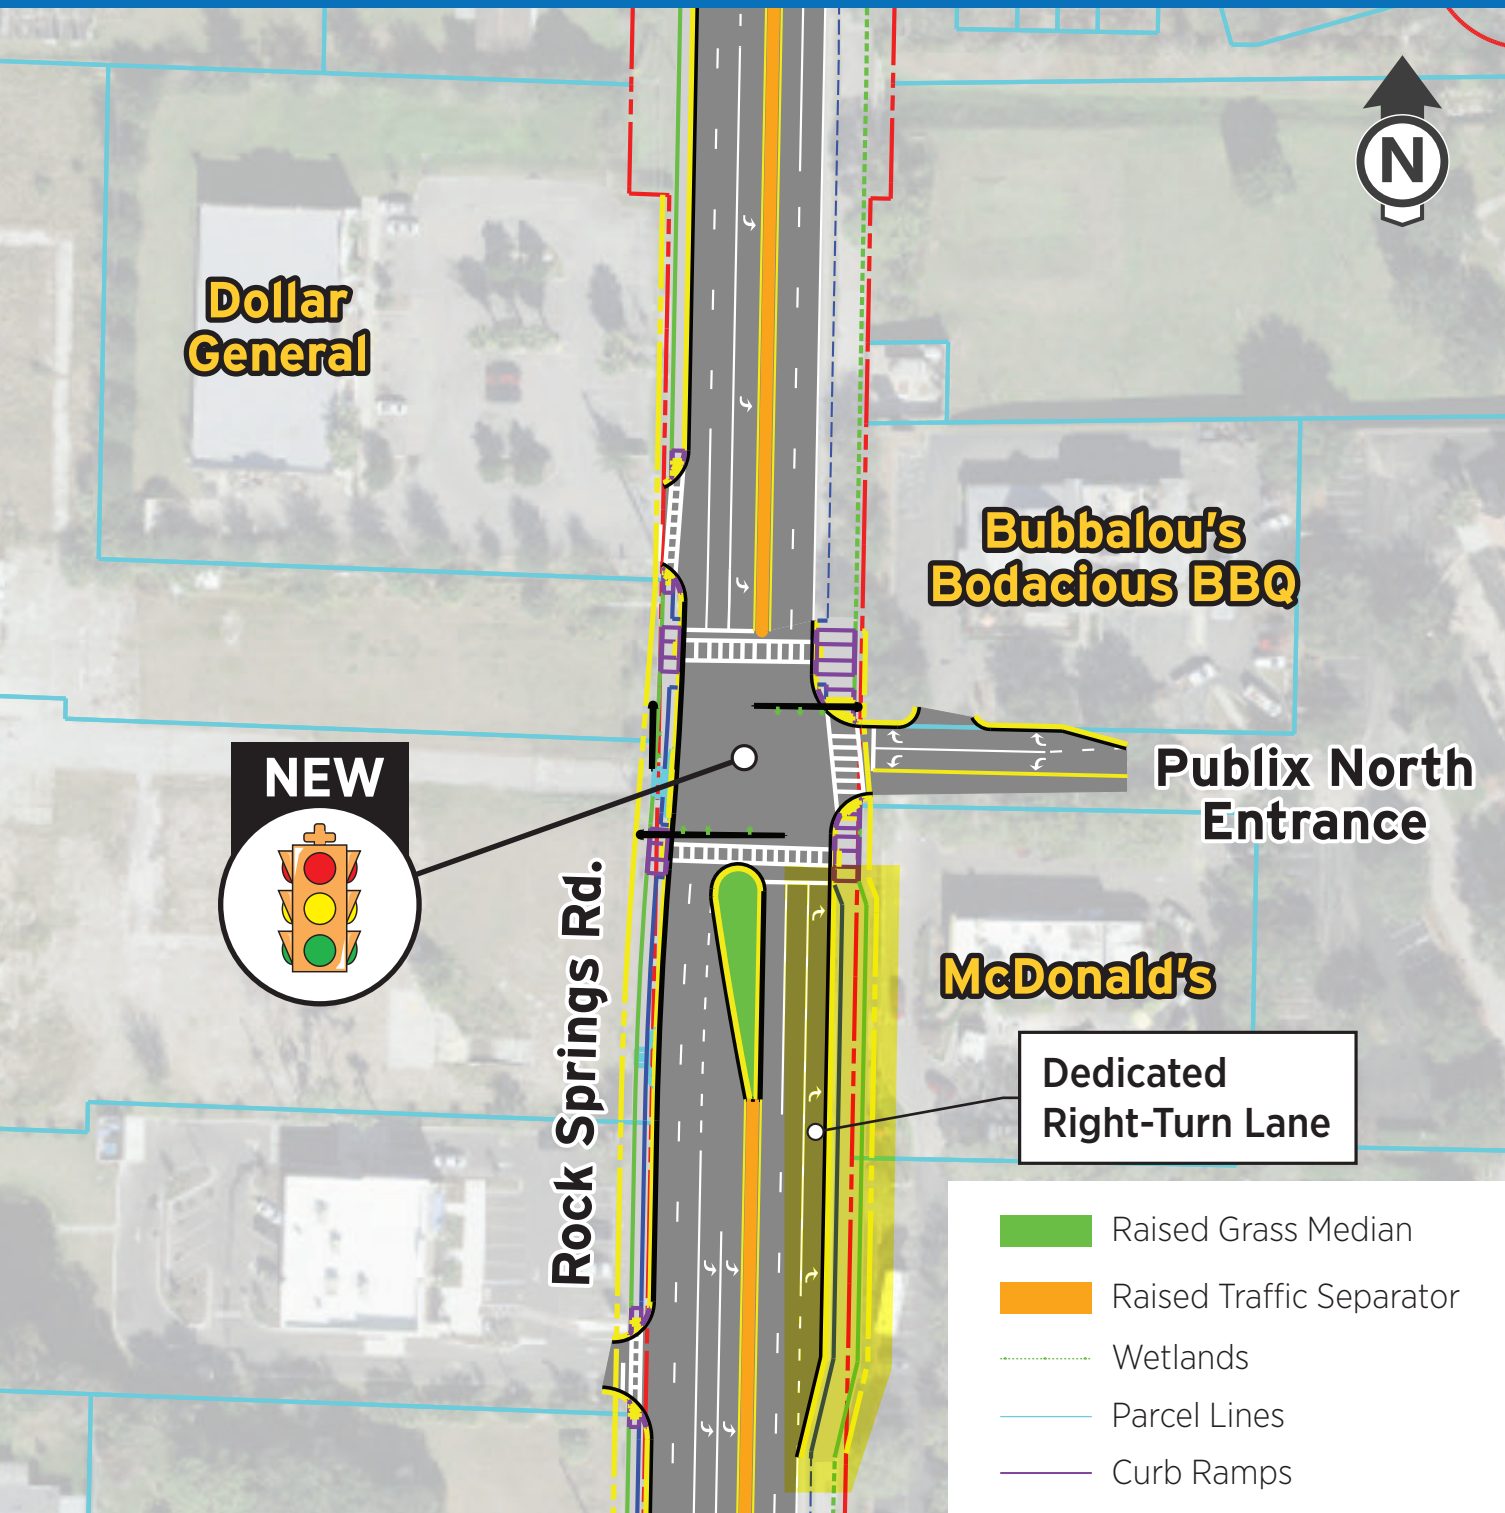 N
Dollar
General
Bubbalou's
Bodacious BBQ
NEW
Publix North
Entrance
Rock Springs Rd.
McDonald's
Dedicated
Right-Turn Lane
Raised Grass Median
Raised Traffic Separator
Wetlands
Parcel Lines
Curb Ramps